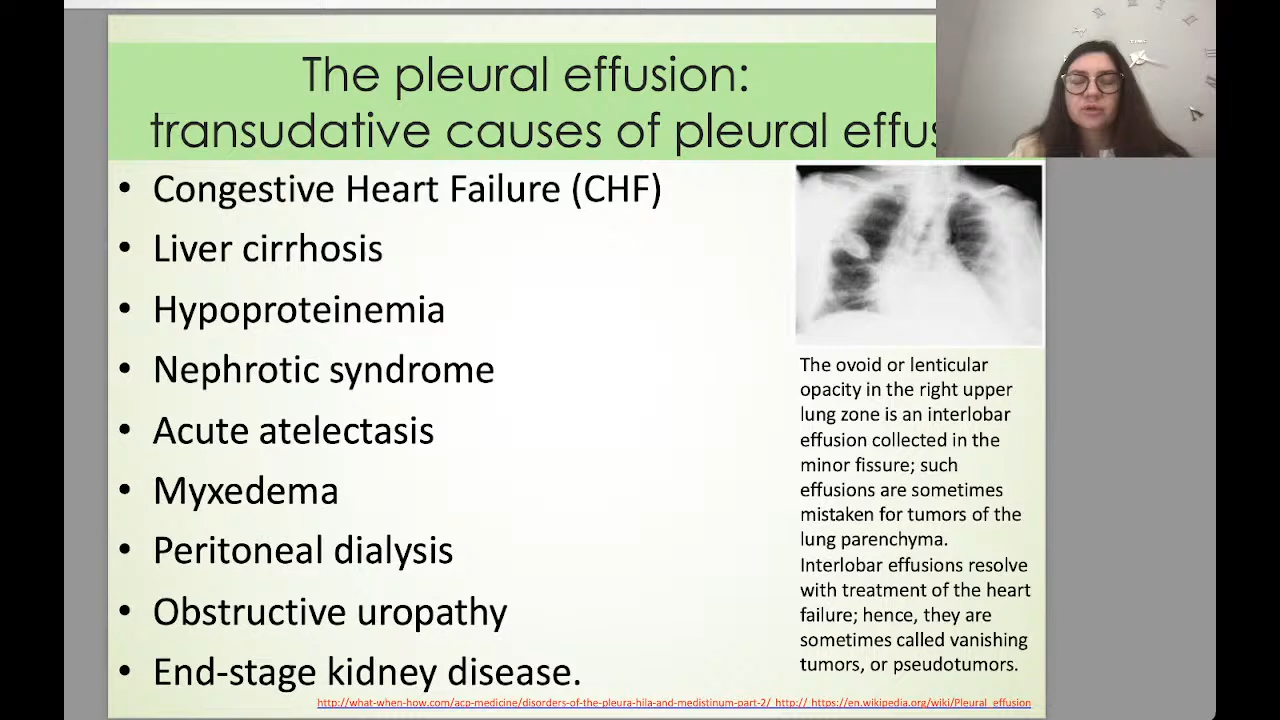 The pleural effusion:
transudative causes of pleural effus
• Congestive Heart Failure (CHF)
• Liver cirrhosis
• Hypoproteinemia
• Nephrotic syndrome
• Acute atelectasis
• Myxedema
• Peritoneal dialysis
• Obstructive uropathy
• End-stage kidney disease.
The ovoid or lenticular
opacity in the right upper
lung zone is an interlobar
effusion collected in the
minor fissure; such
effusions are sometimes
mistaken for tumors of the
lung parenchyma.
Interlobar effusions resolve
with treatment of the heart
failure; hence, they are
sometimes called vanishing
tumors, or pseudotumors.
http://what-when-how.com/acp-medicine/disorders-of-the-pleura-hila-and-medistinum-part-2/ http:// https://en.wikipedia.org/wiki/Pleural_effusion